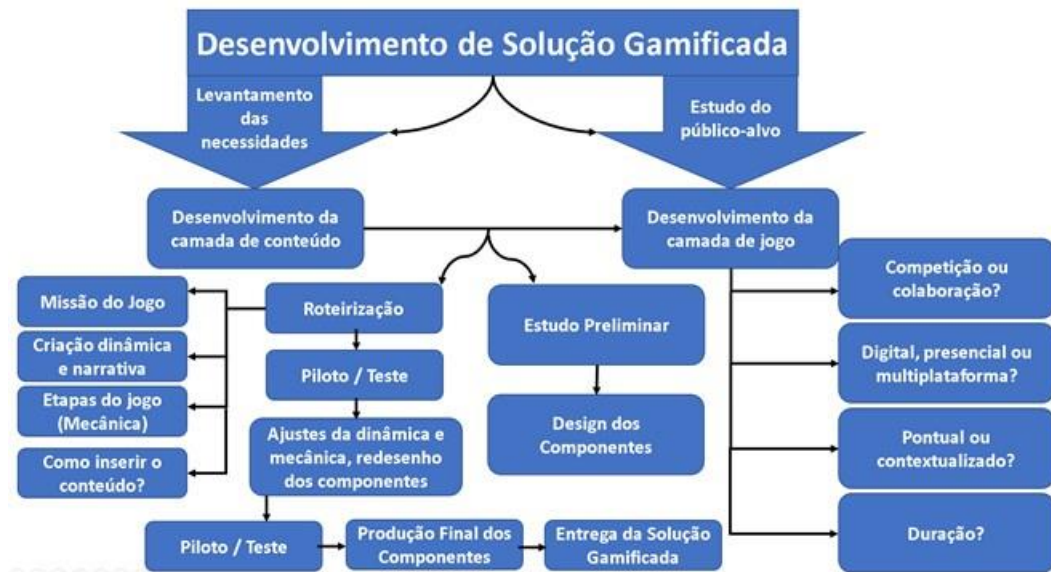 Desenvolvimento de Solução Gamificada
Levantamento
das
necessidades
Estudo do
público-alvo
Desenvolvimento da
camada de conteúdo
Desenvolvimento da
camada de jogo
Missão do Jogo
Criação dinâmica
e narrativa
Etapas do jogo
(Mecânica)
Como inserir o
conteúdo?
Roteirização
Piloto / Teste
Ajustes da dinâmica e
mecânica, redesenho
dos componentes
Piloto / Teste
Produção Final dos
Componentes
Entrega da Solução
Gamificada
Estudo Preliminar
Design dos
Componentes
Competição ou
colaboração?
Digital, presencial ou
multiplataforma?
Pontual ou
contextualizado?
Duração?